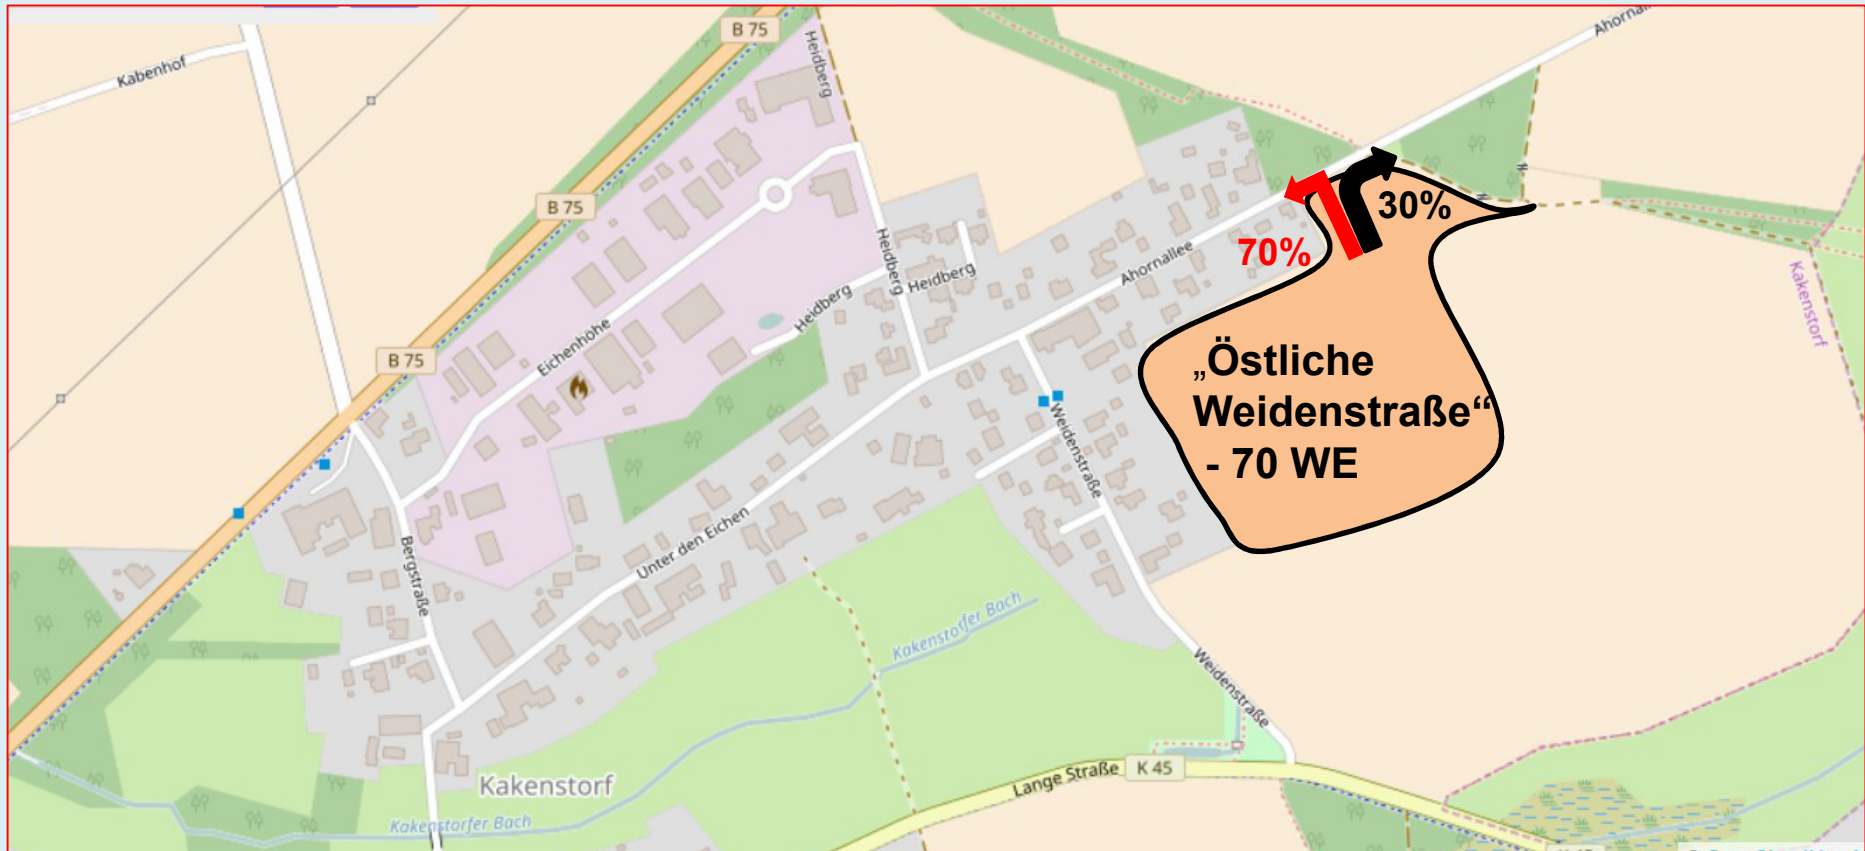 B 75
Heidberg
Ahorna
Kabenhof
B 75
30%
70%
Heidberg
Ahornallee
Heidberg
Heidberg
Kakenstorf
Eichenhöhe
B 75
„Östliche
Weidenstraße“
- 70 WE
Weidenstraße
Unter den Eichen
Bergstraße
Kakenstorfer Bach
Weidenstraße
Lange Straße
K 45
Kakenstorf
Kakenstorfer Bach